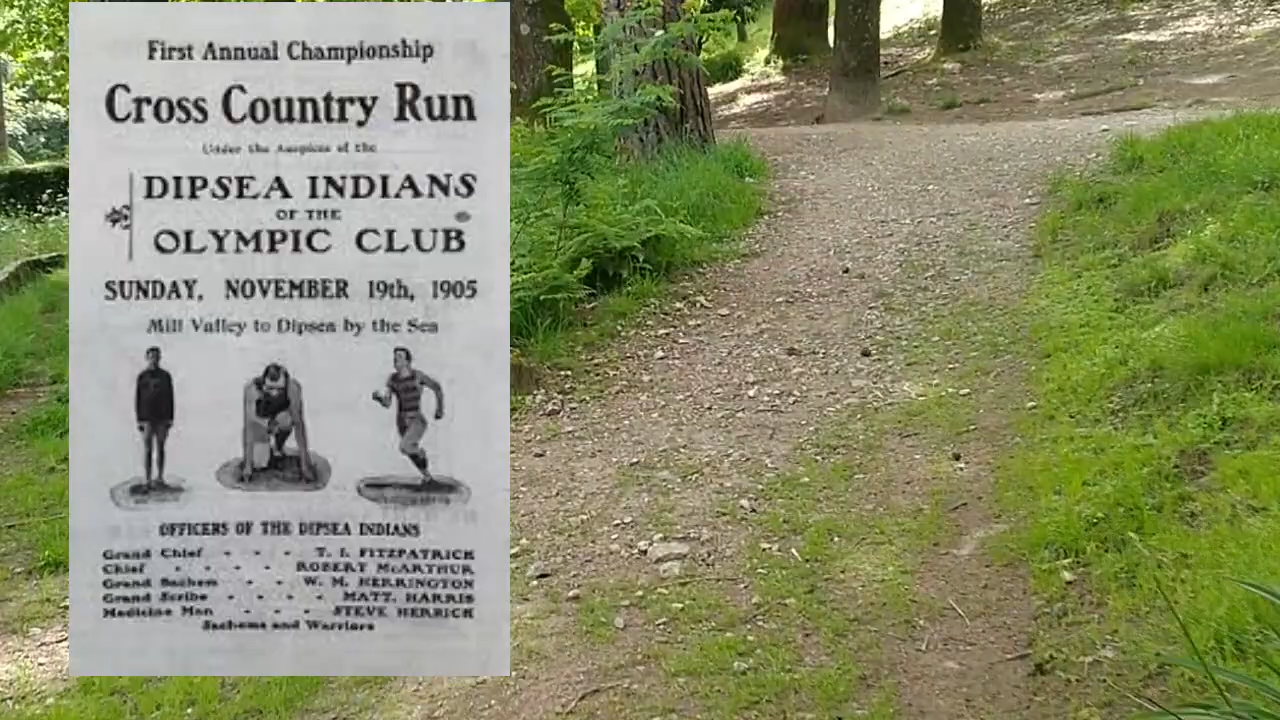 First Annual Championship
Cross Country Run
Under the Auspices of the
DIPSEA INDIANS
OF THE
OLYMPIC CLUB
SUNDAY, NOVEMBER 19th, 1905
Mill Valley to Dipsea by the Sea
OFFICERS OF THE DIPSEA INDIANS
Grand Chief - - - T. I. FITZPATRICK
Chief - - - - ROBERT McARTHUR
Grand Sachem - - W. M. HERRINGTON
Grand Scribe - - - - MATT. HARRIS
Medicine Man - - - STEVE HERRICK
Sachems and Warriors